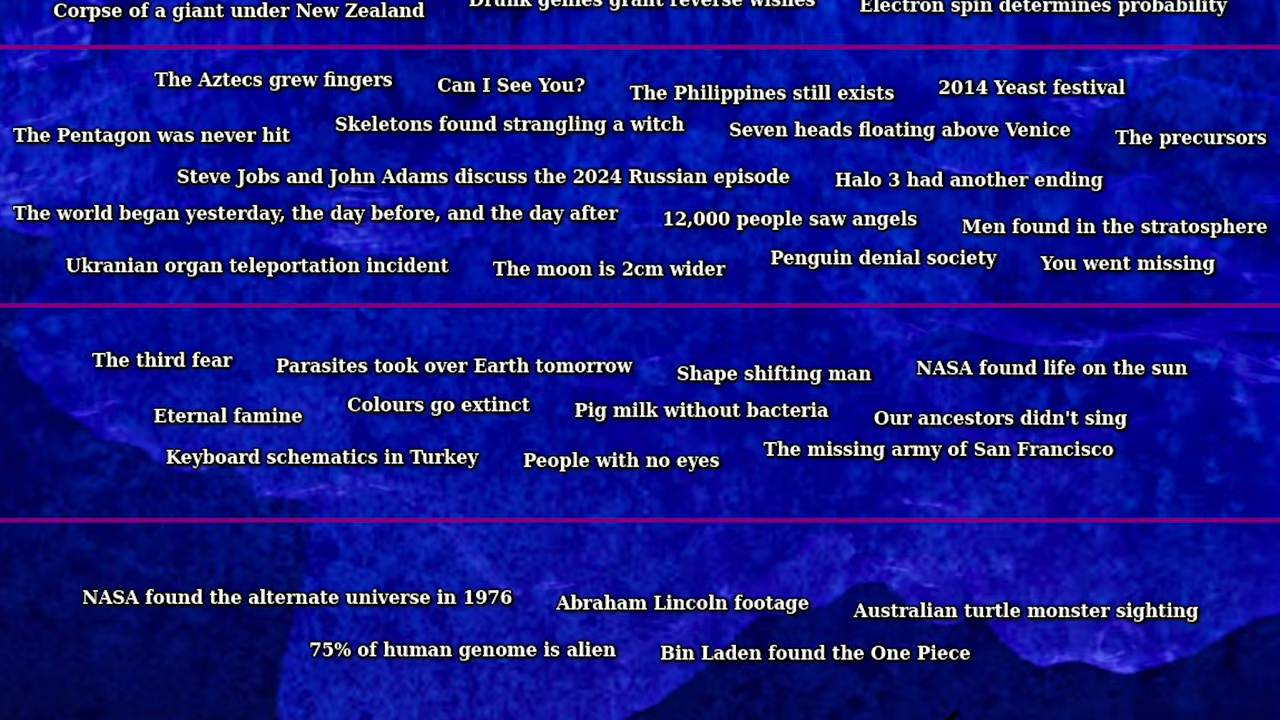 Corpse of a giant under New Zealand Drunk genies grant reverse wishes Electron spin determines probability
The Aztecs grew fingers Can I See You? The Philippines still exists 2014 Yeast festival
The Pentagon was never hit Skeletons found strangling a witch Seven heads floating above Venice The precursors
Steve Jobs and John Adams discuss the 2024 Russian episode Halo 3 had another ending
The world began yesterday, the day before, and the day after 12,000 people saw angels Men found in the stratosphere
Ukranian organ teleportation incident The moon is 2cm wider Penguin denial society You went missing
The third fear Parasites took over Earth tomorrow Shape shifting man NASA found life on the sun
Eternal famine Colours go extinct Pig milk without bacteria Our ancestors didn't sing
Keyboard schematics in Turkey People with no eyes The missing army of San Francisco
NASA found the alternate universe in 1976 Abraham Lincoln footage Australian turtle monster sighting
75% of human genome is alien Bin Laden found the One Piece